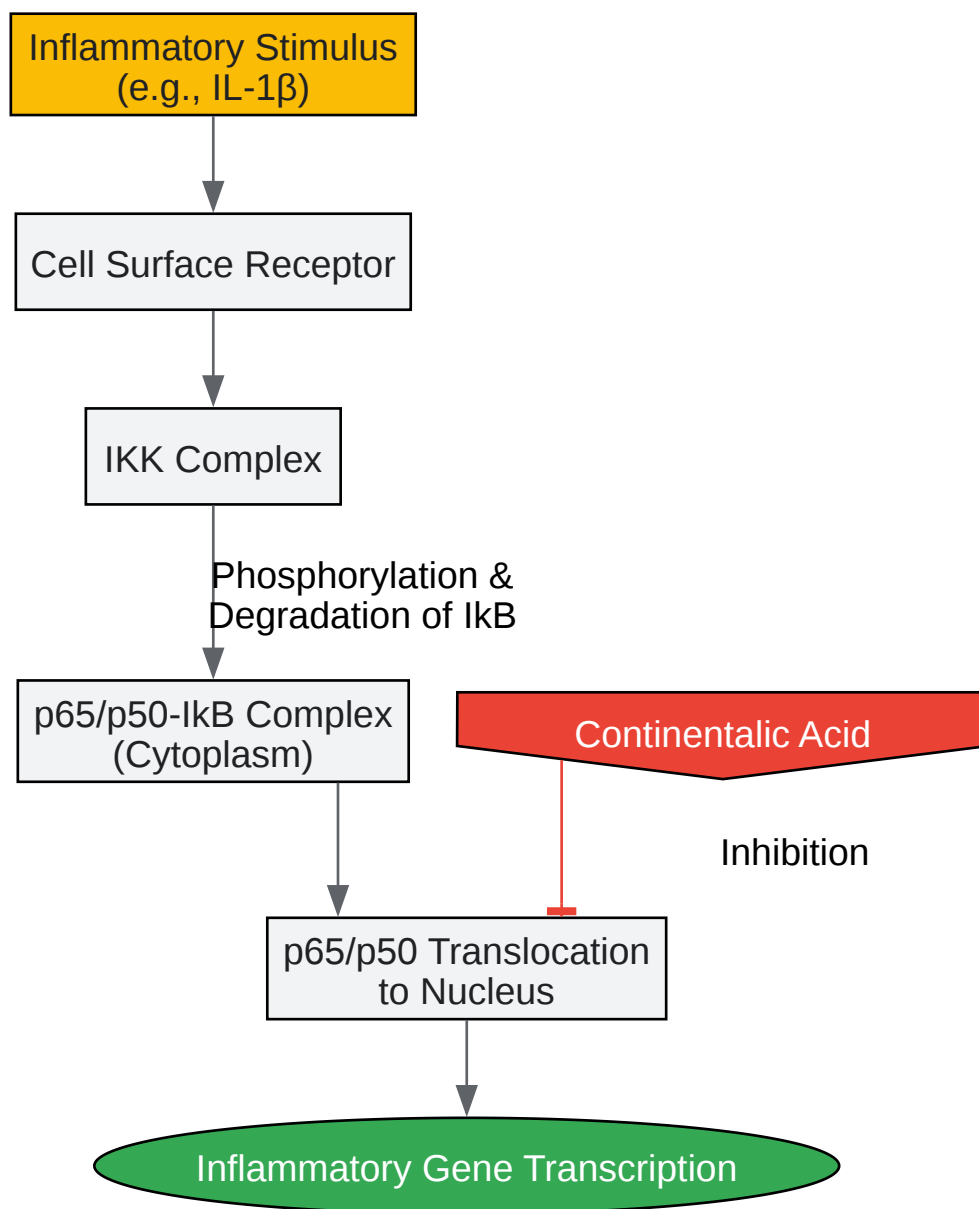 Inflammatory Stimulus
(e.g., IL-1β)
Cell Surface Receptor
IKK Complex
Phosphorylation &
Degradation of IkB
p65/p50-IkB Complex
(Cytoplasm)
Continentalic Acid
Inhibition
p65/p50 Translocation
to Nucleus
Inflammatory Gene Transcription